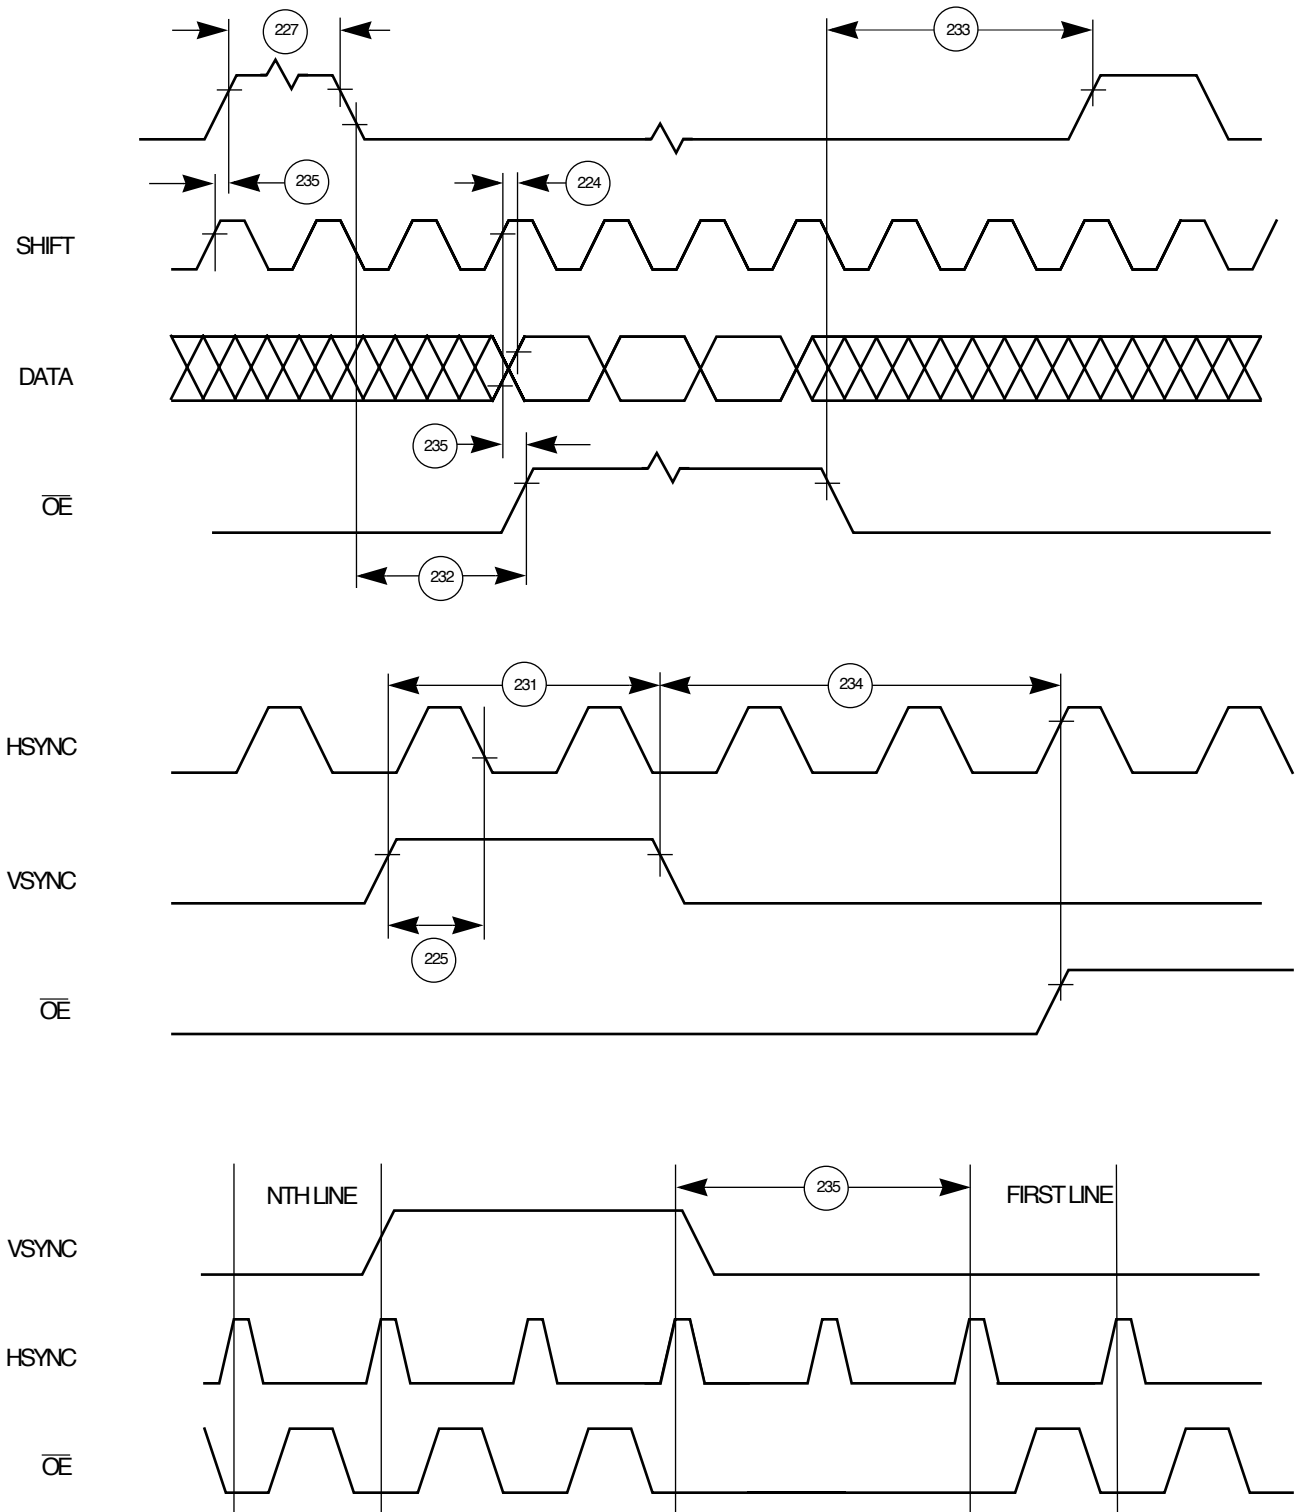 227
233
235
224
SHIFT
DATA
235
OE
232
231
234
HSYNC
VSYNC
225
OE
NTH LINE
235
FIRST LINE
VSYNC
HSYNC
OE